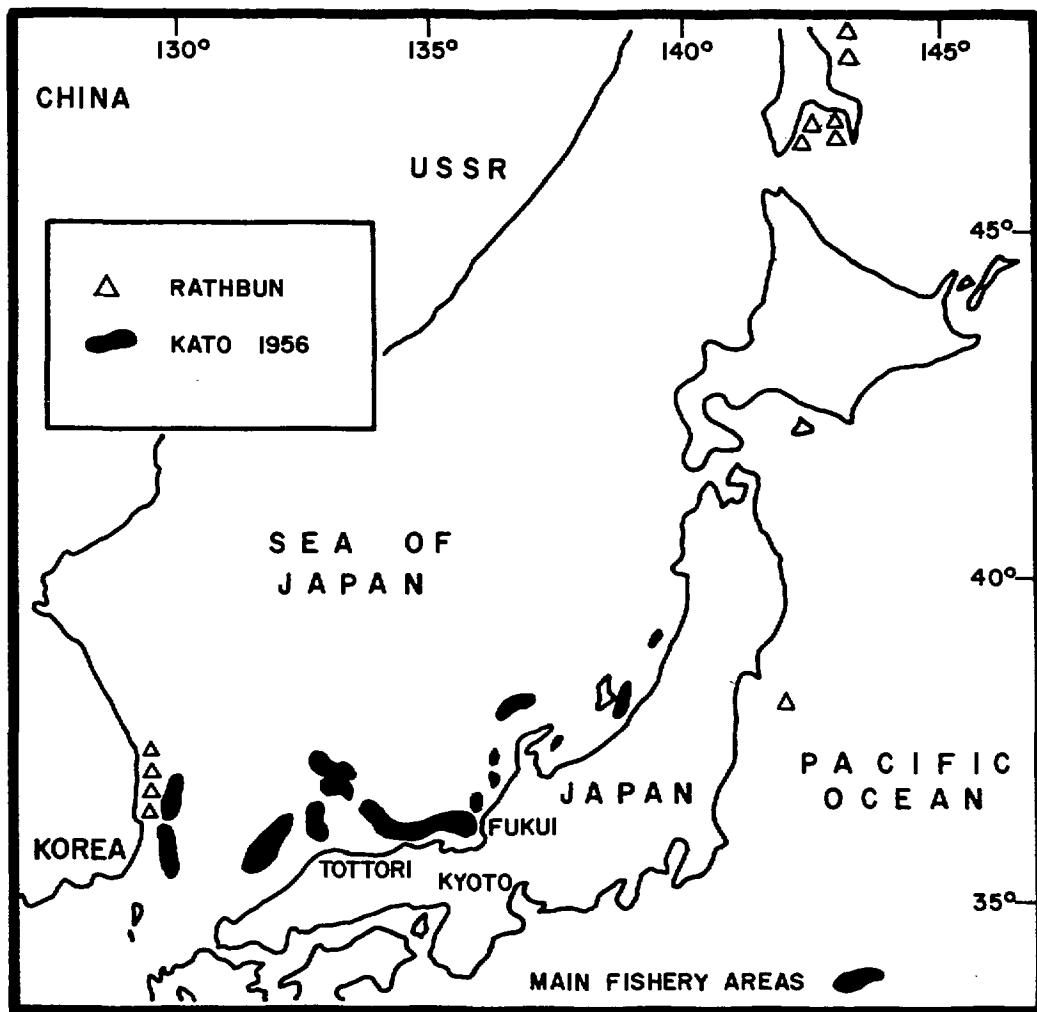 130° 135° 140° 145°
CHINA
USSR
45°
RATHBUN
KATO 1956
SEA OF
JAPAN
40°
PACIFIC
OCEAN
JAPAN
FUKUI
KOREA
TOTTORI
KYOTO
35°
MAIN FISHERY AREAS